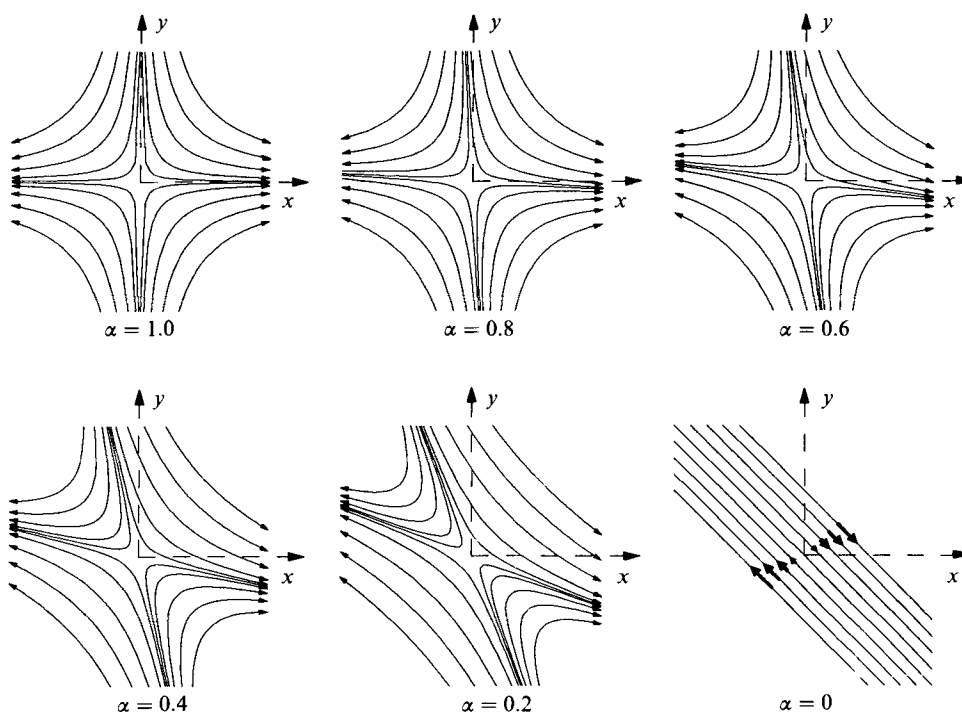 y y y
x x x
α = 1.0 α = 0.8 α = 0.6
y y y
x x x
α = 0.4 α = 0.2 α = 0